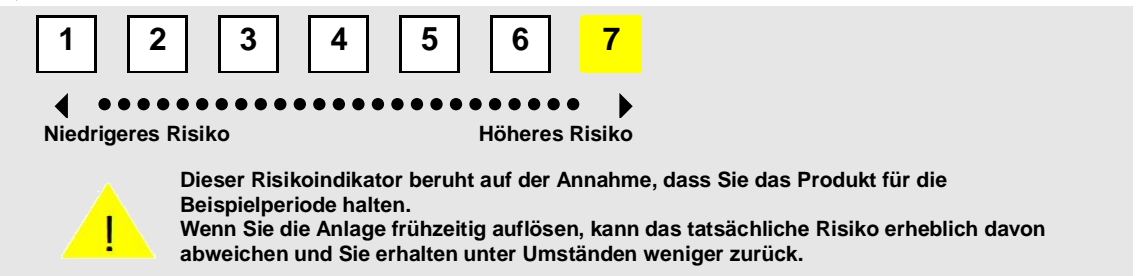 1 2 3 4 5 6 7
Niedrigeres Risiko Höheres Risiko
!
Dieser Risikoindikator beruht auf der Annahme, dass Sie das Produkt für die
Beispielperiode halten.
Wenn Sie die Anlage frühzeitig auflösen, kann das tatsächliche Risiko erheblich davon
abweichen und Sie erhalten unter Umständen weniger zurück.